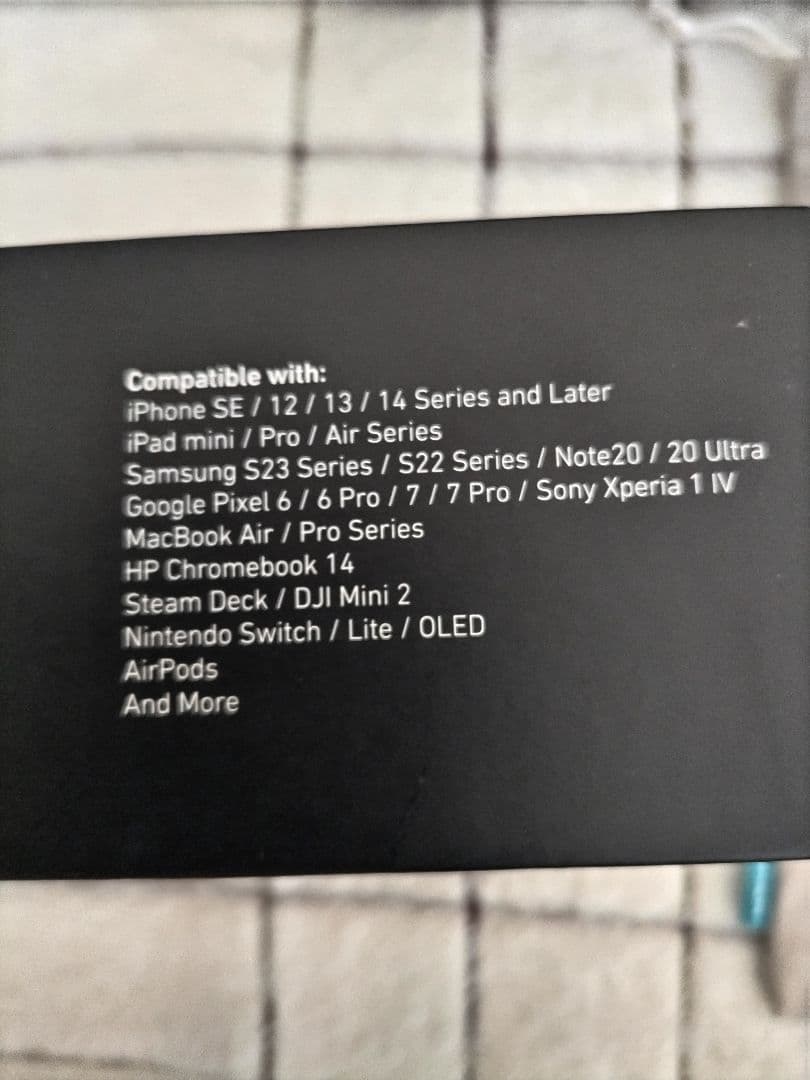 Compatible with:
iPhone SE / 12 / 13 / 14 Series and Later
iPad mini / Pro / Air Series
Samsung S23 Series / S22 Series / Note20 / 20 Ultra
Google Pixel 6 / 6 Pro / 7 / 7 Pro / Sony Xperia 1 IV
MacBook Air / Pro Series
HP Chromebook 14
Steam Deck / DJI Mini 2
Nintendo Switch / Lite / OLED
AirPods
And More